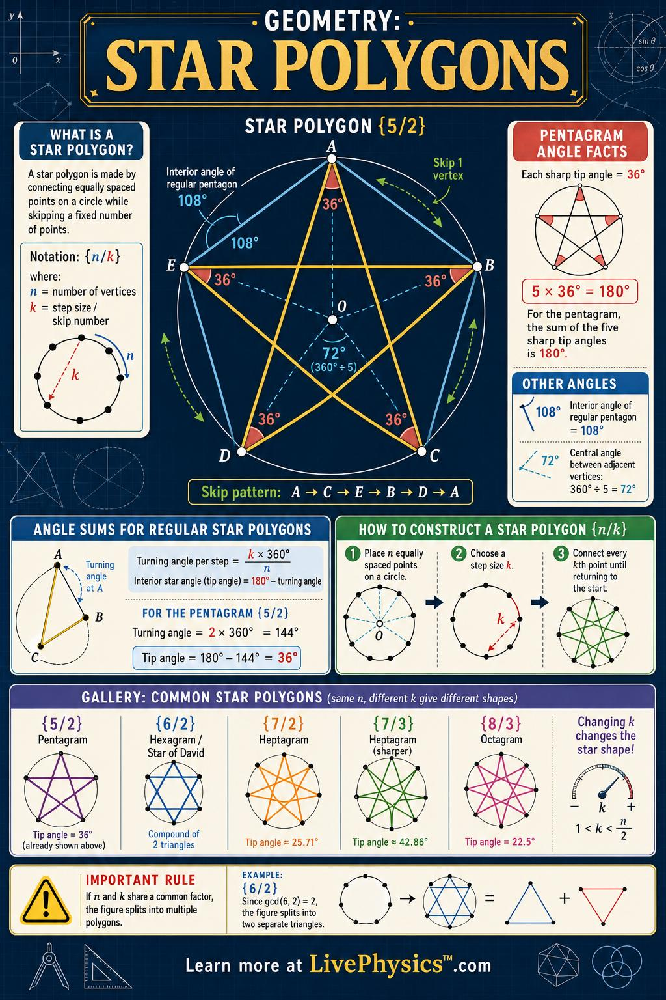 y
0
x
GEOMETRY:
STAR POLYGONS
x
sin θ
cos θ
WHAT IS A
STAR POLYGON?
A star polygon is made by
connecting equally spaced
points on a circle while
skipping a fixed number
of points.
Notation: {n/k}
where:
n = number of vertices
k = step size /
skip number
n
k
STAR POLYGON {5/2}
A
Interior angle of
regular pentagon
108°
108°
Skip 1
vertex
36°
E
36°
36°
B
O
72°
(360° ÷ 5)
36°
36°
D
C
Skip pattern: A → C → E → B → D → A
PENTAGRAM
ANGLE FACTS
Each sharp tip angle = 36°
5 × 36° = 180°
For the pentagram,
the sum of the five
sharp tip angles
is 180°.
OTHER ANGLES
108°
Interior angle of
regular pentagon
= 108°
72°
Central angle
between adjacent
vertices:
360° ÷ 5 = 72°
ANGLE SUMS FOR REGULAR STAR POLYGONS
A
Turning
angle
at A
B
C
Turning angle per step = k × 360° / n
Interior star angle (tip angle) = 180° – turning angle
FOR THE PENTAGRAM {5/2}
Turning angle = 2 × 360° = 144°
Tip angle = 180° – 144° = 36°
HOW TO CONSTRUCT A STAR POLYGON {n/k}
1 Place n equally
spaced points
on a circle.
O
2 Choose a
step size k.
k
3 Connect every
kth point until
returning to
the start.
GALLERY: COMMON STAR POLYGONS (same n, different k give different shapes)
{5/2}
Pentagram
Tip angle = 36°
(already shown above)
{6/2}
Hexagram /
Star of David
Compound of
2 triangles
{7/2}
Heptagram
Tip angle ≈ 25.71°
{7/3}
Heptagram
(sharper)
Tip angle ≈ 42.86°
{8/3}
Octagram
Tip angle = 22.5°
Changing k
changes the
star shape!
– k +
1 < k < n / 2
IMPORTANT RULE
If n and k share a common factor,
the figure splits into multiple
polygons.
EXAMPLE:
{6/2}
Since gcd(6, 2) = 2,
the figure splits into
two separate triangles.
→ = +
Learn more at LivePhysics™.com